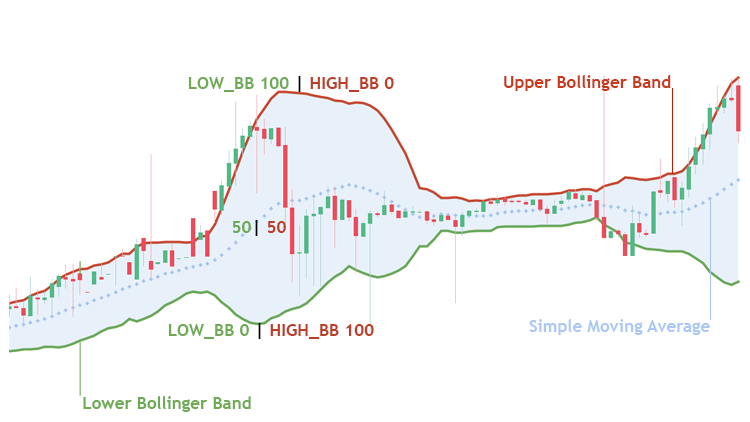 LOW_BB 100 | HIGH_BB 0
Upper Bollinger Band
50 | 50
LOW_BB 0 | HIGH_BB 100
Simple Moving Average
Lower Bollinger Band